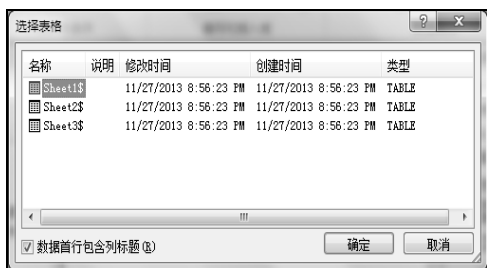 选择表格
名称 说明 修改时间 创建时间 类型
Sheet1$ 11/27/2013 8:56:23 PM 11/27/2013 8:56:23 PM TABLE
Sheet2$ 11/27/2013 8:56:23 PM 11/27/2013 8:56:23 PM TABLE
Sheet3$ 11/27/2013 8:56:23 PM 11/27/2013 8:56:23 PM TABLE
数据首行包含列标题(R) 确定 取消